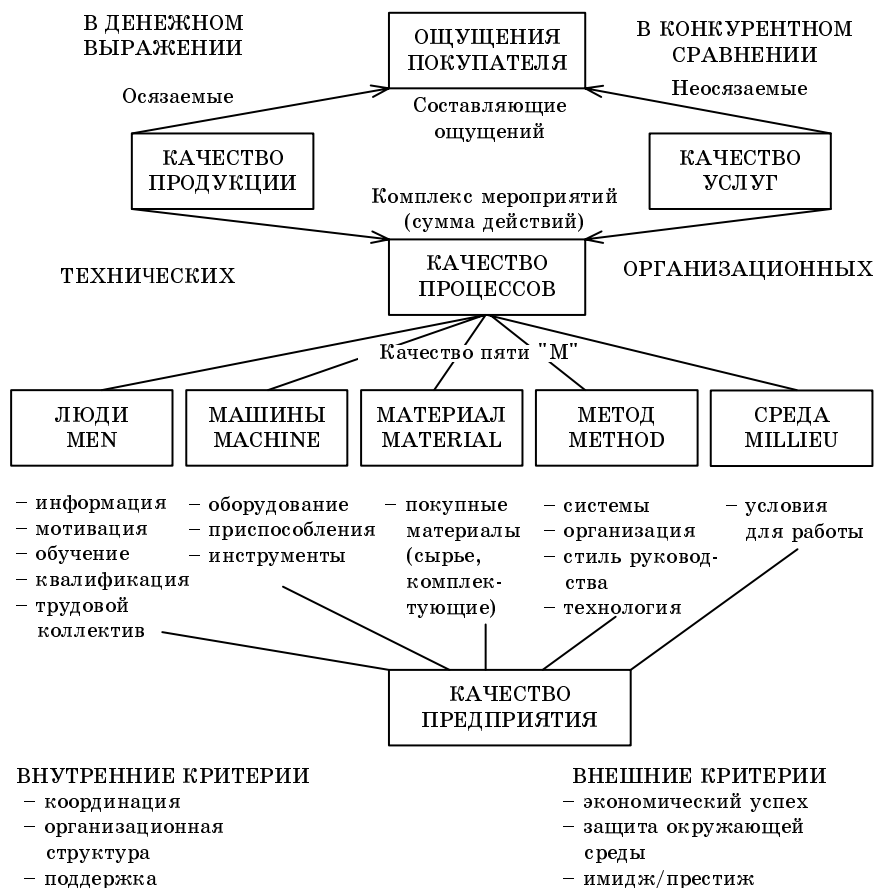 В ДЕНЕЖНОМ
ВЫРАЖЕНИИ
ОЩУЩЕНИЯ
ПОКУПАТЕЛЯ
В КОНКУРЕНТНОМ
СРАВНЕНИИ
Осязаемые
Неосязаемые
Составляющие
ощущений
КАЧЕСТВО
ПРОДУКЦИИ
КАЧЕСТВО
УСЛУГ
Комплекс мероприятий
(сумма действий)
ТЕХНИЧЕСКИХ
КАЧЕСТВО
ПРОЦЕССОВ
ОРГАНИЗАЦИОННЫХ
Качество пяти "М"
ЛЮДИ
MEN
МАШИНЫ
MACHINE
МАТЕРИАЛ
MATERIAL
МЕТОД
METHOD
СРЕДА
MILLIEU
– информация
– мотивация
– обучение
– квалификация
– трудовой
коллектив
– оборудование
– приспособления
– инструменты
– покупные
материалы
(сырье,
комплек-
тующие)
– системы
– организация
– стиль руковод-
ства
– технология
– условия
для работы
КАЧЕСТВО
ПРЕДПРИЯТИЯ
ВНУТРЕННИЕ КРИТЕРИИ
– координация
– организационная
структура
– поддержка
ВНЕШНИЕ КРИТЕРИИ
– экономический успех
– защита окружающей
среды
– имидж/престиж